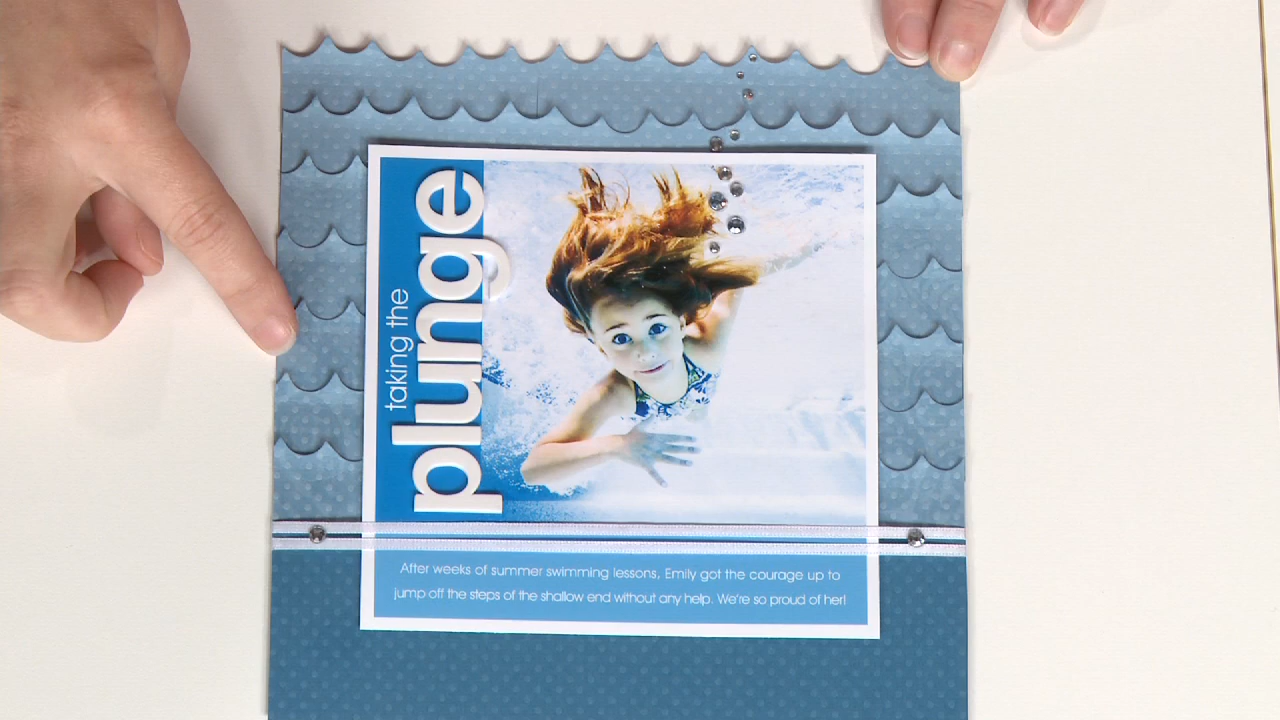 taking the
plunge
After weeks of summer swimming lessons, Emily got the courage up to
jump off the steps of the shallow end without any help. We're so proud of her!